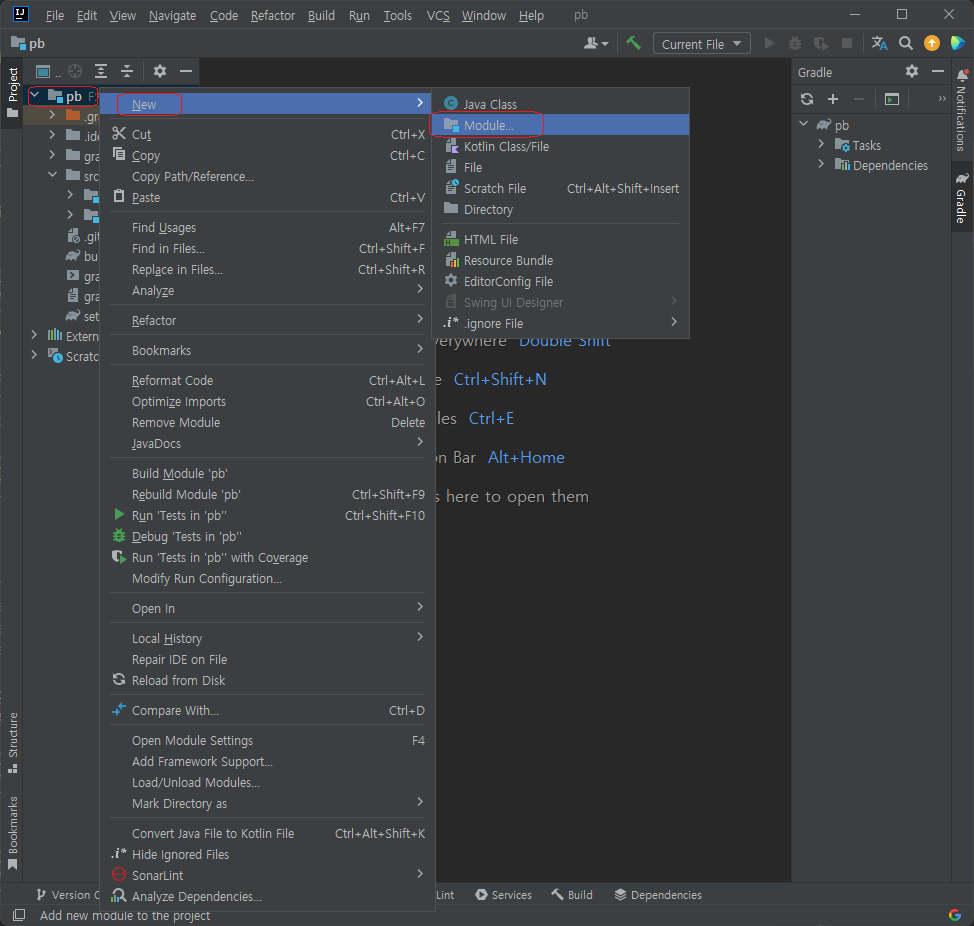 File Edit View Navigate Code Refactor Build Run Tools VCS Window Help pb
pb
Current File
Project
..
pb F:
.gr
.ide
gra
src
.git
bu
gra
gra
set
Extern
Scratc
Structure
Bookmarks
New
Cut Ctrl+X
Copy Ctrl+C
Copy Path/Reference...
Paste Ctrl+V
Find Usages Alt+F7
Find in Files... Ctrl+Shift+F
Replace in Files... Ctrl+Shift+R
Analyze
Refactor
Bookmarks
Reformat Code Ctrl+Alt+L
Optimize Imports Ctrl+Alt+O
Remove Module Delete
JavaDocs
Build Module 'pb'
Rebuild Module 'pb' Ctrl+Shift+F9
Run 'Tests in 'pb'' Ctrl+Shift+F10
Debug 'Tests in 'pb''
Run 'Tests in 'pb'' with Coverage
Modify Run Configuration...
Open In
Local History
Repair IDE on File
Reload from Disk
Compare With... Ctrl+D
Open Module Settings F4
Add Framework Support...
Load/Unload Modules...
Mark Directory as
Convert Java File to Kotlin File Ctrl+Alt+Shift+K
.i* Hide Ignored Files
SonarLint
Analyze Dependencies...
Java Class
Module...
Kotlin Class/File
File
Scratch File Ctrl+Alt+Shift+Insert
Directory
HTML File
Resource Bundle
EditorConfig File
Swing UI Designer
.i* .ignore File
verywhere Double Shift
e Ctrl+Shift+N
les Ctrl+E
on Bar Alt+Home
s here to open them
Gradle
pb
Tasks
Dependencies
Notifications
Gradle
Version C
Lint Services Build Dependencies
Add new module to the project